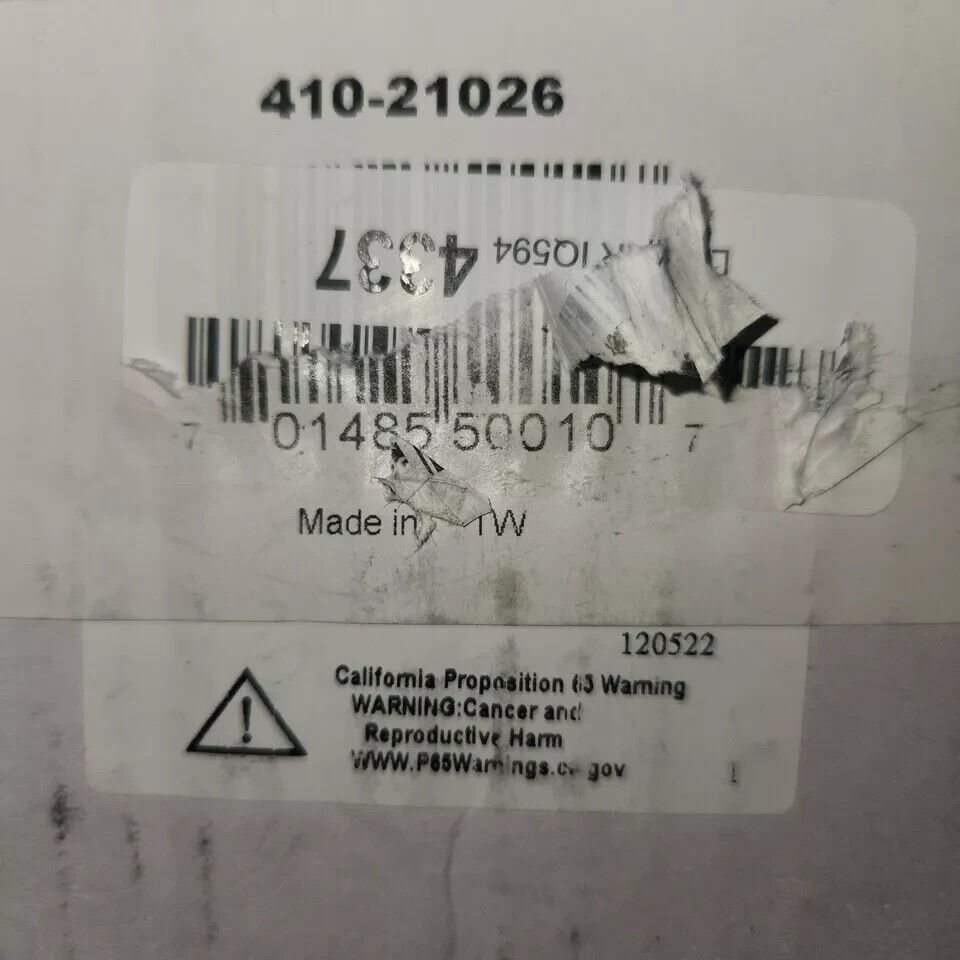 410-21026
4337
IQ594
7 01485 50010 7
Made in TW
120522
California Proposition 65 Warning
WARNING:Cancer and
Reproductive Harm
WWW.P65Warnings.ca.gov